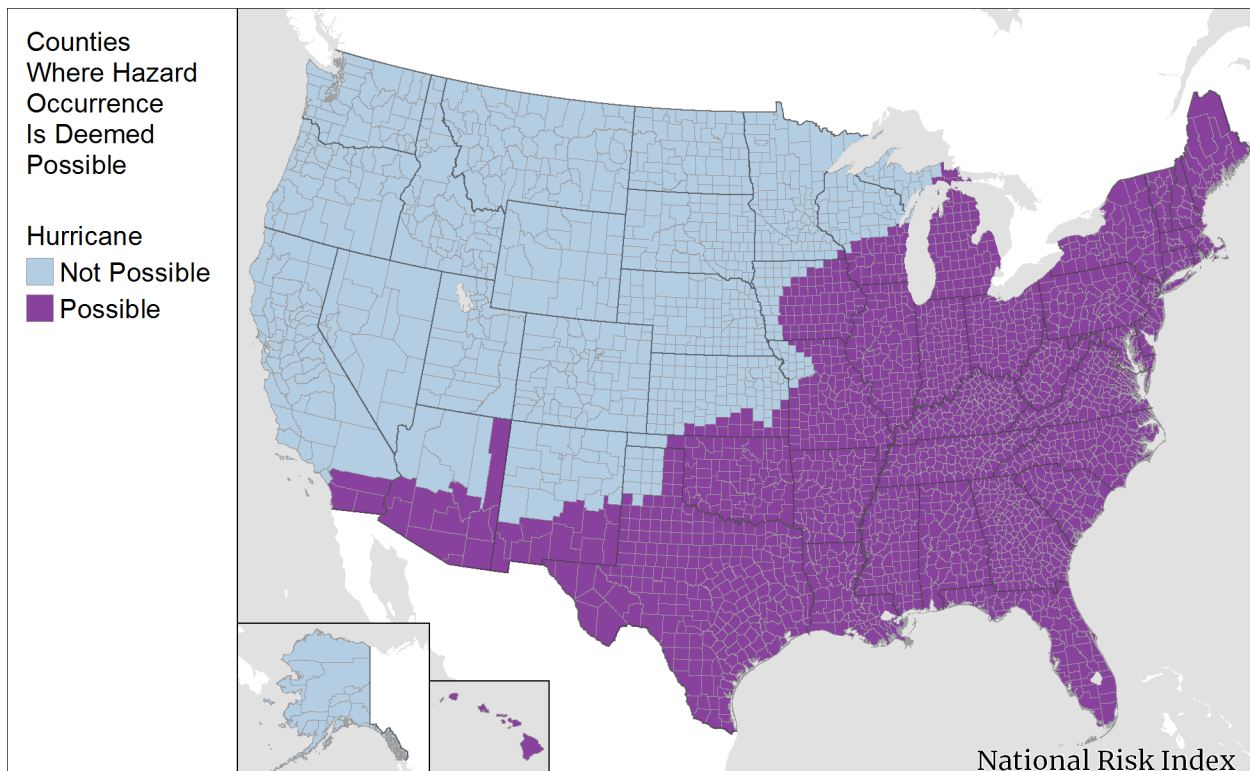 Counties
Where Hazard
Occurrence
Is Deemed
Possible
Hurricane
Not Possible
Possible
National Risk Index